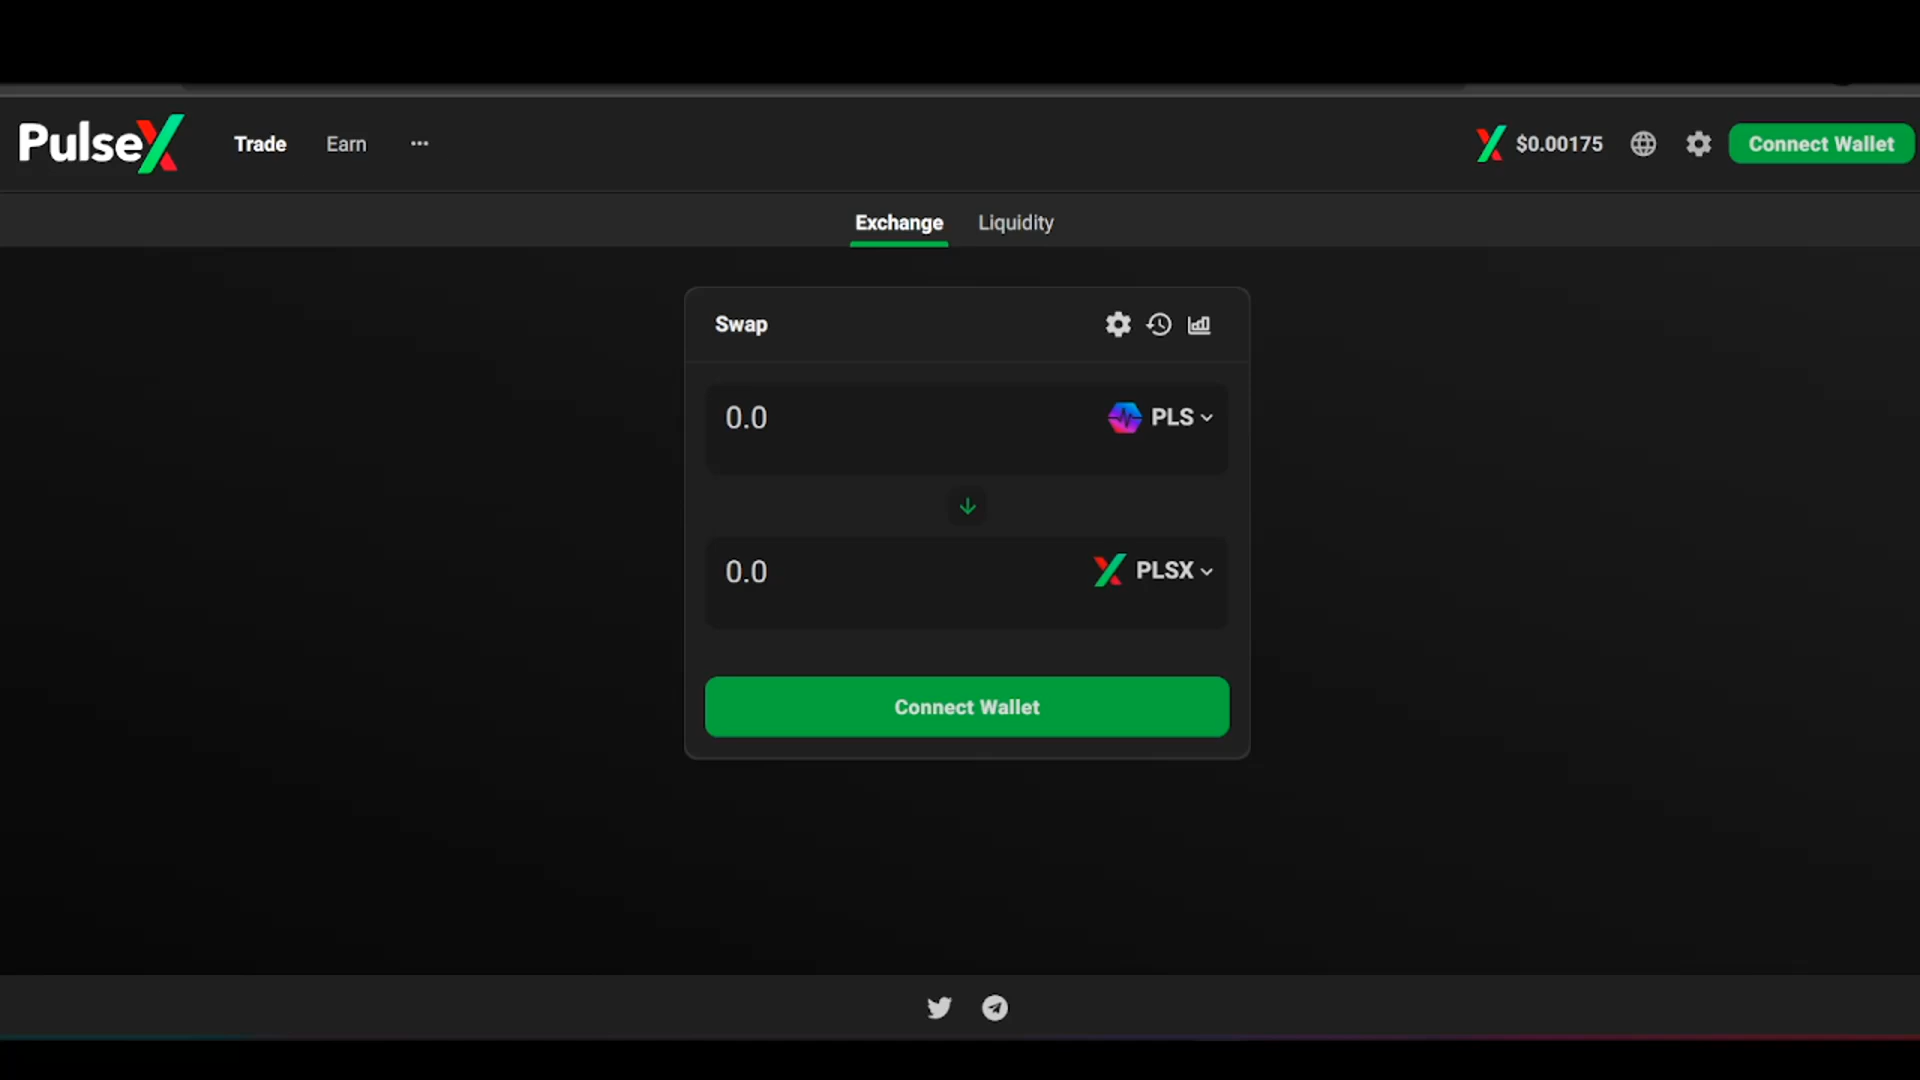 PulseX Trade Earn ... $0.00175 Connect Wallet
Exchange Liquidity
Swap
0.0 PLS
0.0 PLSX
Connect Wallet